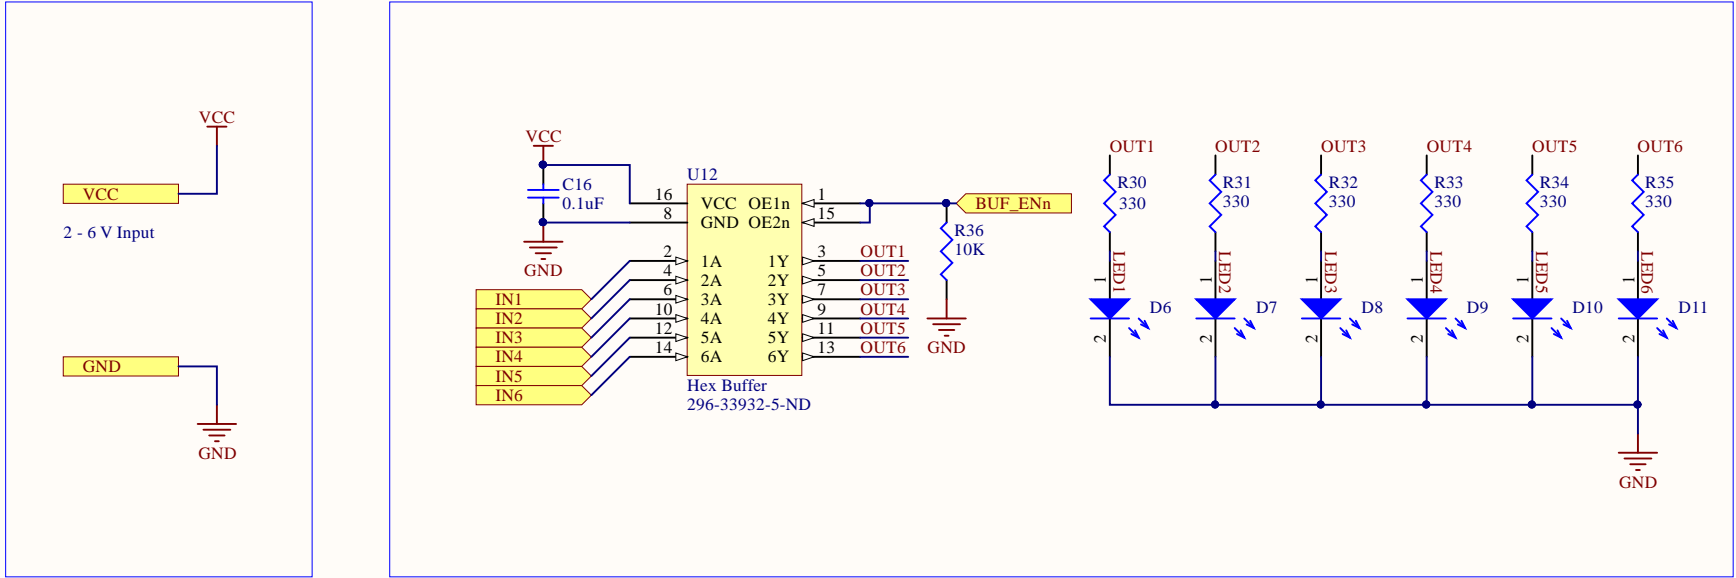 VCC
VCC
2 - 6 V Input
GND
GND
VCC
C16
0.1uF
GND
U12
16
8
VCC
GND
OE1n
OE2n
1
15
BUF_ENn
R36
10K
GND
IN1
IN2
IN3
IN4
IN5
IN6
2
4
6
10
12
14
1A
2A
3A
4A
5A
6A
1Y
2Y
3Y
4Y
5Y
6Y
3
5
7
9
11
13
OUT1
OUT2
OUT3
OUT4
OUT5
OUT6
Hex Buffer
296-33932-5-ND
OUT1
R30
330
LED1
1
D6
2
OUT2
R31
330
LED2
1
D7
2
OUT3
R32
330
LED3
1
D8
2
OUT4
R33
330
LED4
1
D9
2
OUT5
R34
330
LED5
1
D10
2
OUT6
R35
330
LED6
1
D11
2
GND